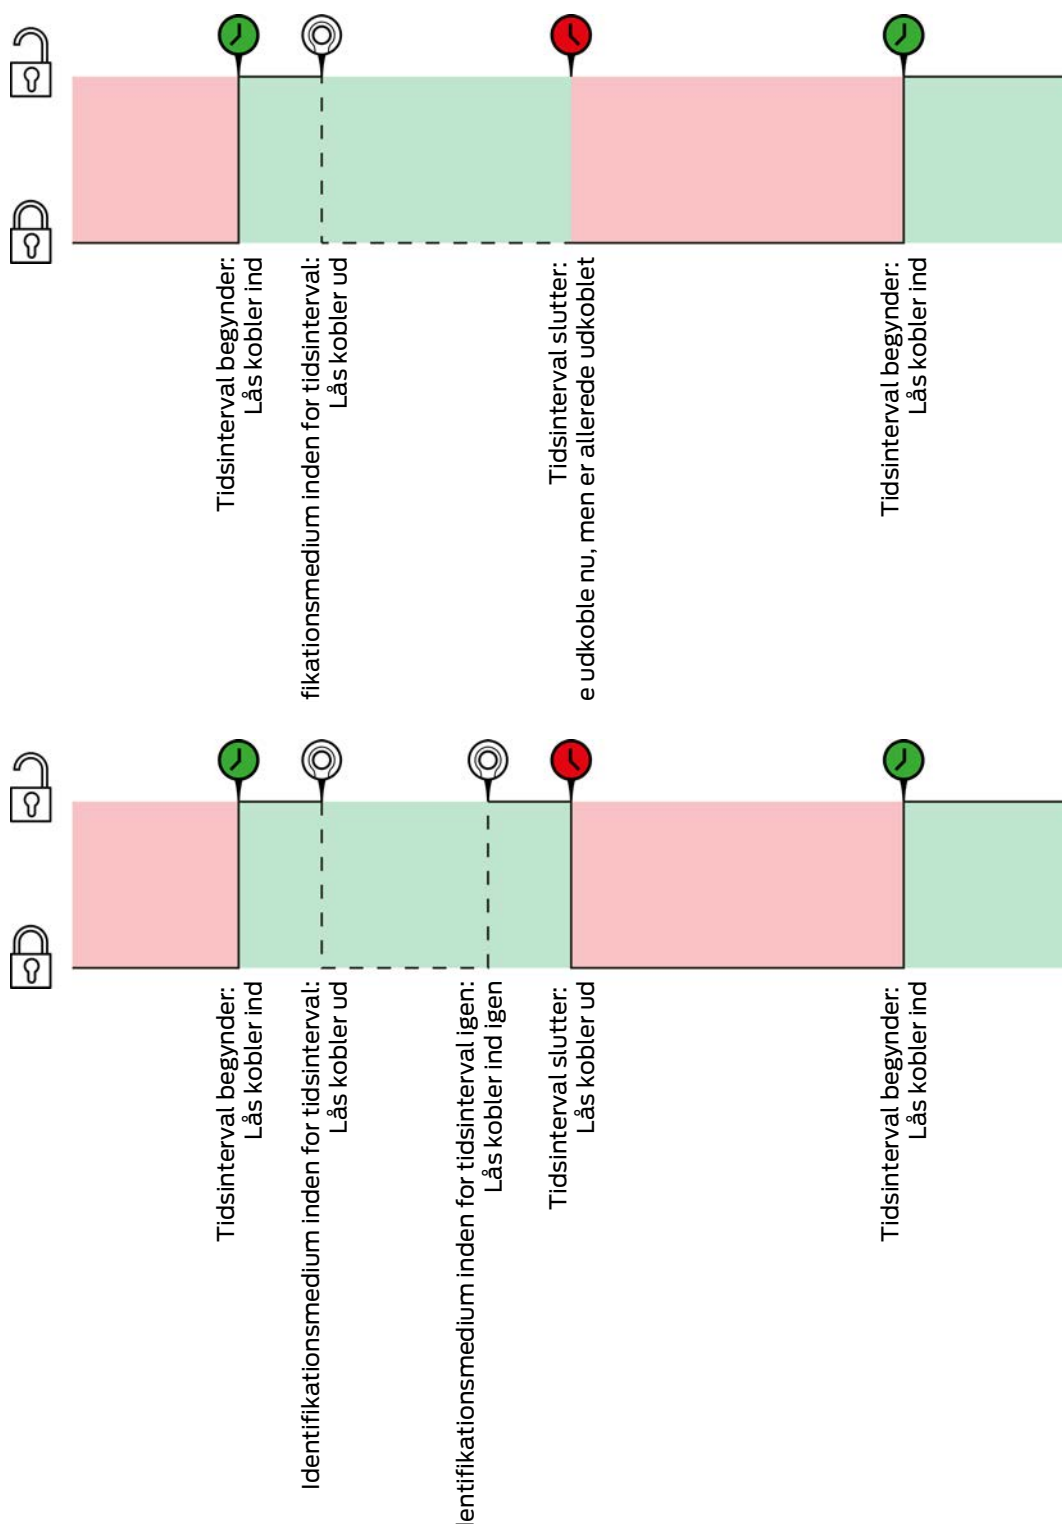 Tidsinterval begynder:
Lås kobler ind
fikationsmedium inden for tidsinterval:
Lås kobler ud
Tidsinterval slutter:
e udkoble nu, men er allerede udkoblet
Tidsinterval begynder:
Lås kobler ind
Tidsinterval begynder:
Lås kobler ind
Identifikationsmedium inden for tidsinterval:
Lås kobler ud
dentifikationsmedium inden for tidsinterval igen:
Lås kobler ind igen
Tidsinterval slutter:
Lås kobler ud
Tidsinterval begynder:
Lås kobler ind